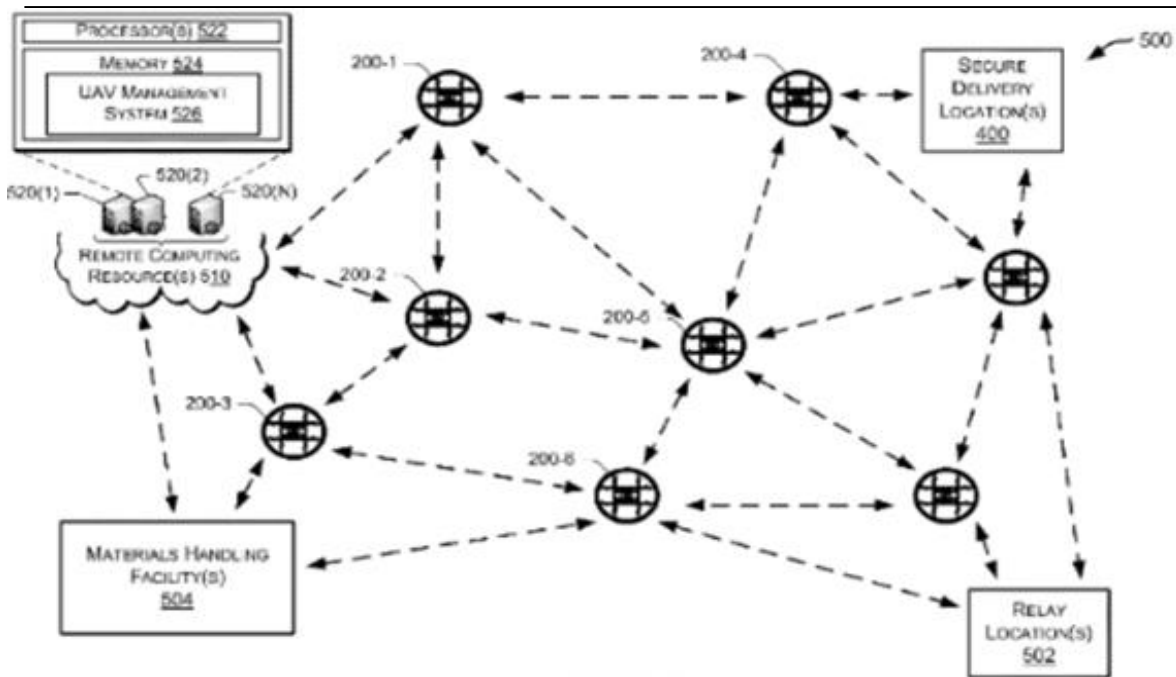 PROCESSOR(S) 522
MEMORY 524
UAV MANAGEMENT
SYSTEM 526
520(1)
520(2)
520(N)
REMOTE COMPUTING
RESOURCE(S) 510
200-1
200-4
500
SECURE
DELIVERY
LOCATION(S)
400
200-2
200-5
200-3
200-6
MATERIALS HANDLING
FACILITY(S)
504
RELAY
LOCATION(S)
502